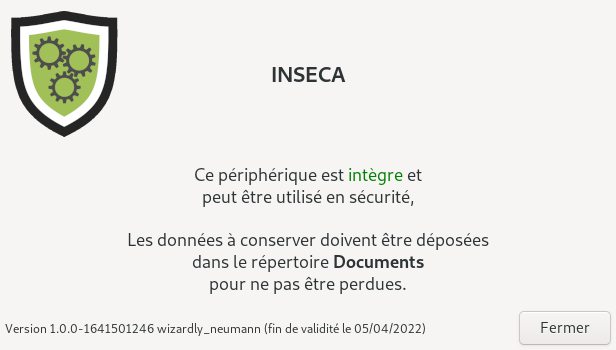 INSECA
Ce périphérique est intègre et
peut être utilisé en sécurité,
Les données à conserver doivent être déposées
dans le répertoire Documents
pour ne pas être perdues.
Version 1.0.0-1641501246 wizardly_neumann (fin de validité le 05/04/2022)
Fermer